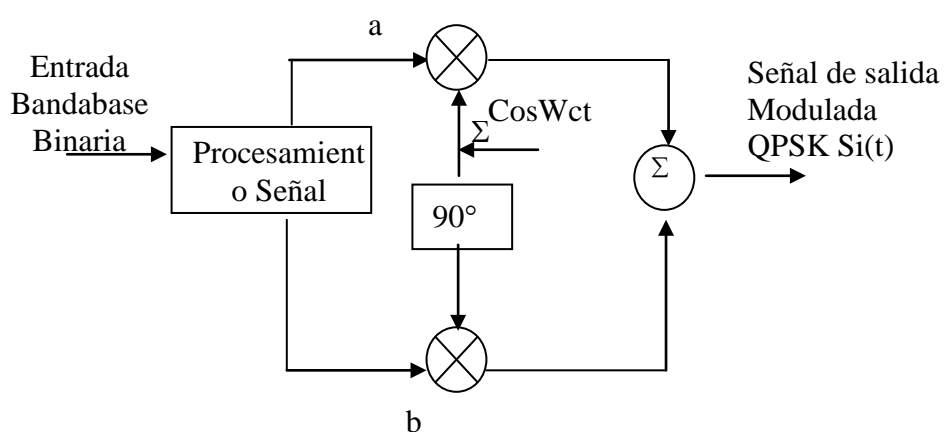 a
Entrada
Bandabase
Binaria
Procesamient
o Señal
CosWct
Σ
90°
Σ
Señal de salida
Modulada
QPSK Si(t)
b